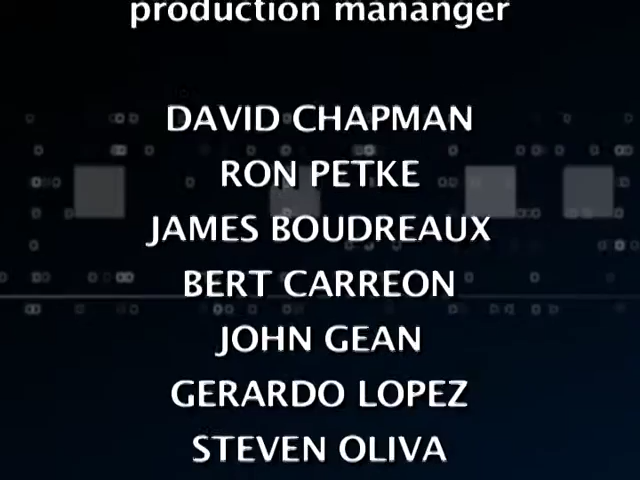 production mananger
DAVID CHAPMAN
RON PETKE
JAMES BOUDREAUX
BERT CARREON
JOHN GEAN
GERARDO LOPEZ
STEVEN OLIVA